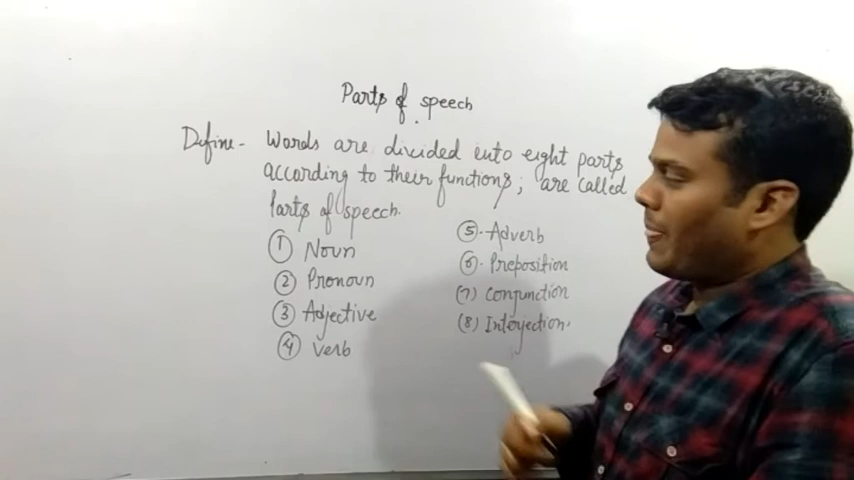 Parts of speech
Define - Words are divided into eight parts
according to their functions; are called
Parts of speech.
① Noun
② Pronoun
③ Adjective
④ Verb
⑤. Adverb
⑥. Preposition
(7) Conjunction
(8) Interjection.